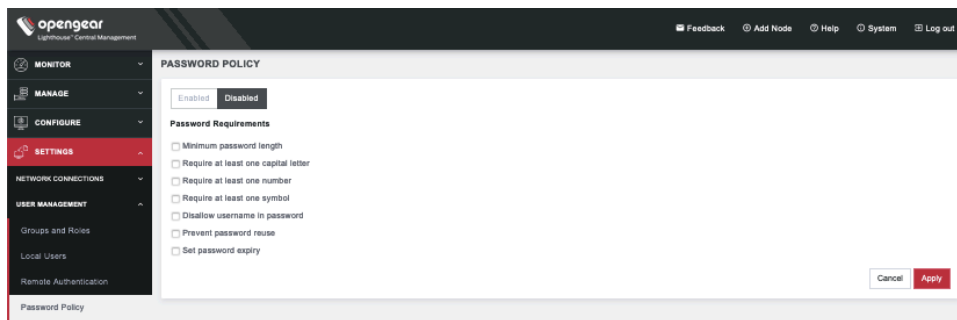 opengear
Lighthouse™ Central Management
Feedback
Add Node
Help
System
Log out
MONITOR
MANAGE
CONFIGURE
SETTINGS
NETWORK CONNECTIONS
USER MANAGEMENT
Groups and Roles
Local Users
Remote Authentication
Password Policy
PASSWORD POLICY
Enabled Disabled
Password Requirements
Minimum password length
Require at least one capital letter
Require at least one number
Require at least one symbol
Disallow username in password
Prevent password reuse
Set password expiry
Cancel Apply